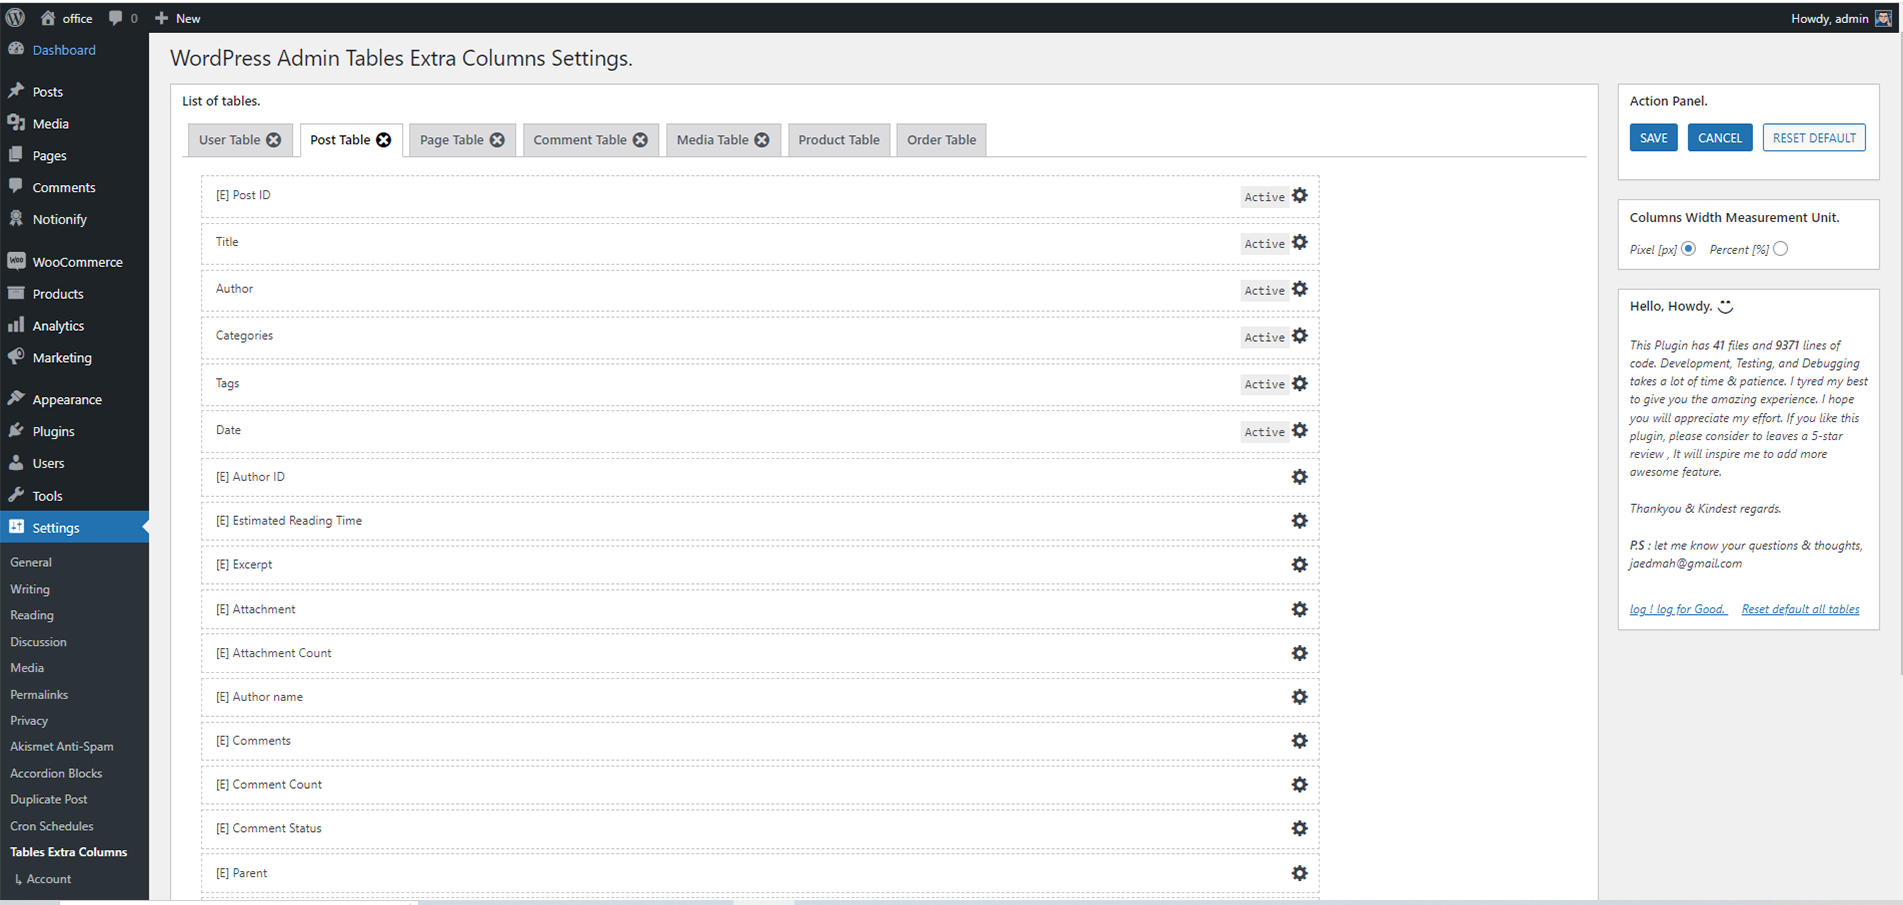 office
0
New
Howdy, admin
Dashboard
Posts
Media
Pages
Comments
Notionify
WooCommerce
Products
Analytics
Marketing
Appearance
Plugins
Users
Tools
Settings
General
Writing
Reading
Discussion
Media
Permalinks
Privacy
Akismet Anti-Spam
Accordion Blocks
Duplicate Post
Cron Schedules
Tables Extra Columns
↳ Account
WordPress Admin Tables Extra Columns Settings.
List of tables.
User Table
Post Table
Page Table
Comment Table
Media Table
Product Table
Order Table
[E] Post ID
Active
Title
Active
Author
Active
Categories
Active
Tags
Active
Date
Active
[E] Author ID
[E] Estimated Reading Time
[E] Excerpt
[E] Attachment
[E] Attachment Count
[E] Author name
[E] Comments
[E] Comment Count
[E] Comment Status
[E] Parent
Action Panel.
SAVE
CANCEL
RESET DEFAULT
Columns Width Measurement Unit.
Pixel [px]
Percent [%]
Hello, Howdy.
This Plugin has 41 files and 9371 lines of
code. Development, Testing, and Debugging
takes a lot of time & patience. I tyred my best
to give you the amazing experience. I hope
you will appreciate my effort. If you like this
plugin, please consider to leaves a 5-star
review , It will inspire me to add more
awesome feature.
Thankyou & Kindest regards.
P.S : let me know your questions & thoughts,
jaedmah@gmail.com
log ! log for Good.
Reset default all tables